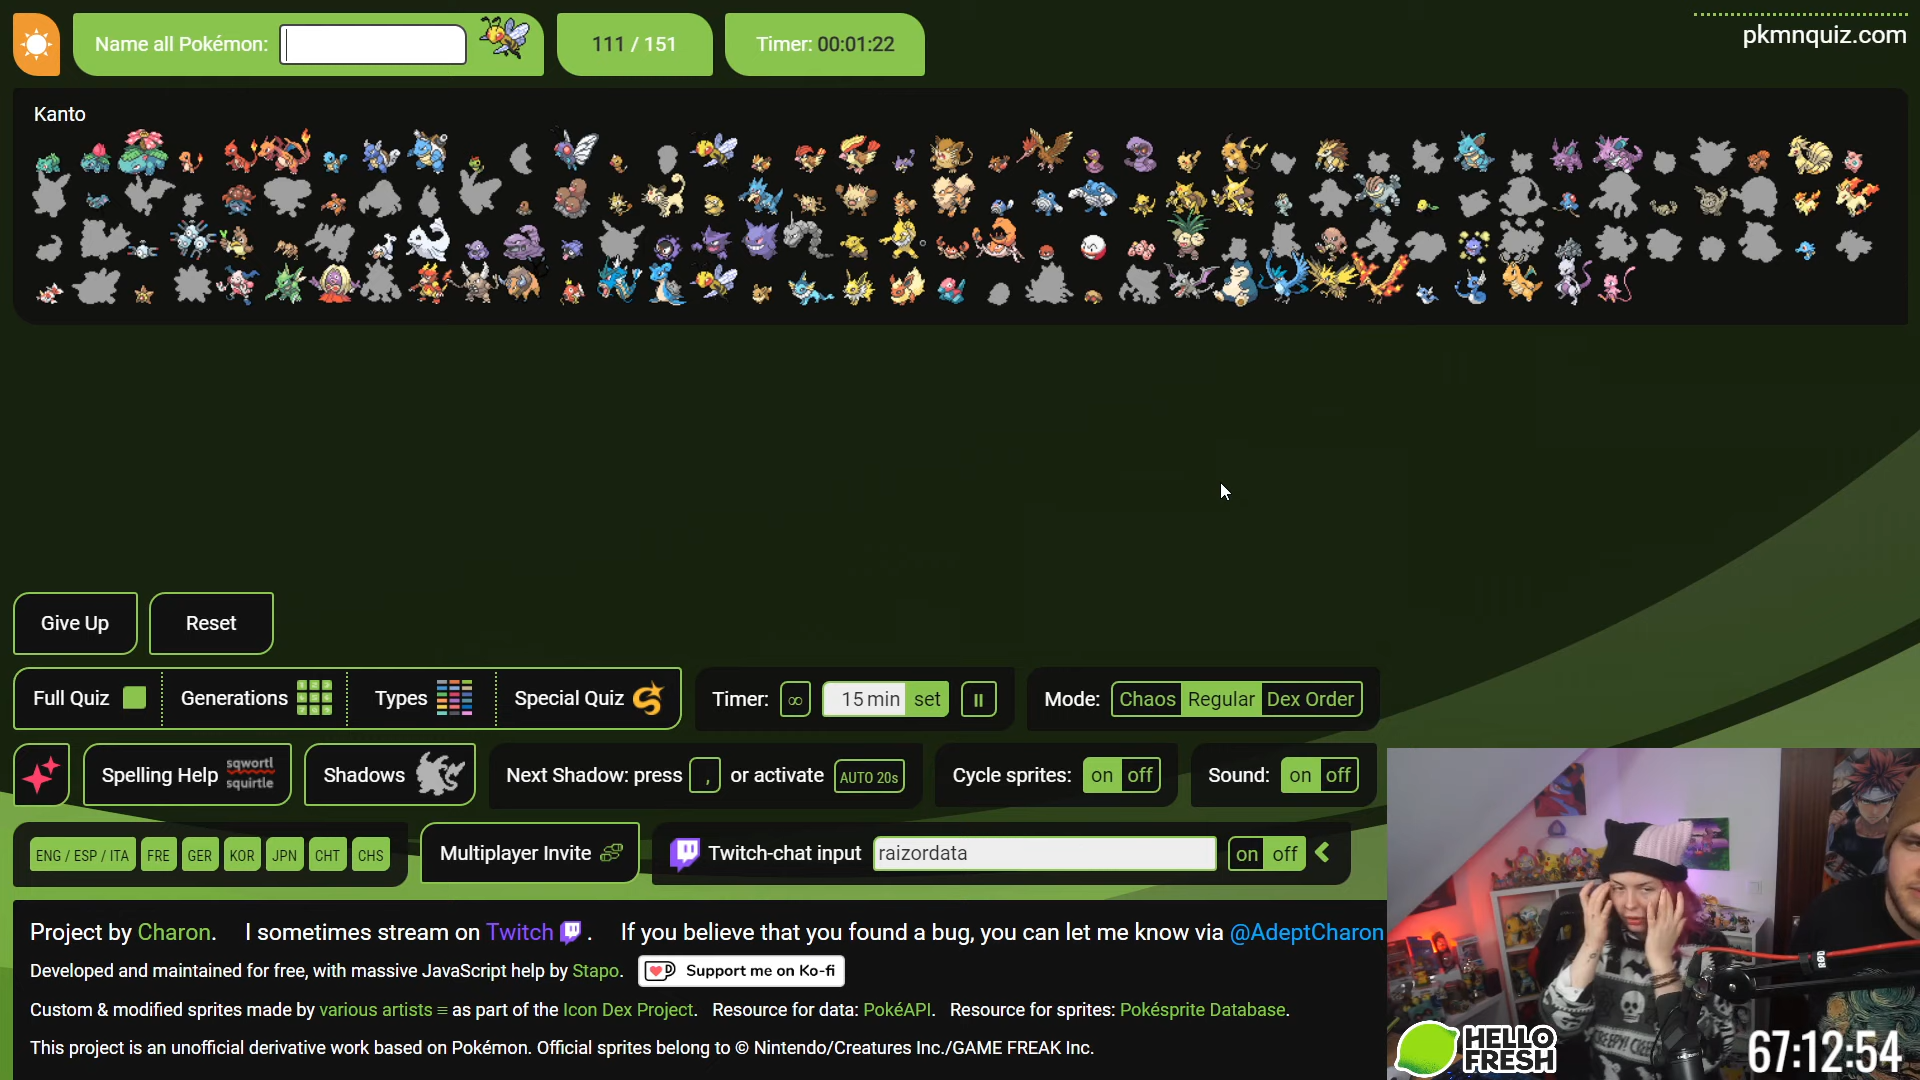 Name all Pokémon:
111 / 151
Timer: 00:01:22
pkmnquiz.com
Kanto
Give Up
Reset
Full Quiz
Generations
Types
Special Quiz
Timer: ∞ 15 min set
Mode: Chaos Regular Dex Order
Spelling Help sqwortl squirtle
Shadows
Next Shadow: press , or activate AUTO 20s
Cycle sprites: on off
Sound: on off
ENG / ESP / ITA FRE GER KOR JPN CHT CHS
Multiplayer Invite
Twitch-chat input raizordata on off
Project by Charon. I sometimes stream on Twitch . If you believe that you found a bug, you can let me know via @AdeptCharon
Developed and maintained for free, with massive JavaScript help by Stapo. Support me on Ko-fi
Custom & modified sprites made by various artists ≡ as part of the Icon Dex Project. Resource for data: PokéAPI. Resource for sprites: Pokésprite Database.
This project is an unofficial derivative work based on Pokémon. Official sprites belong to © Nintendo/Creatures Inc./GAME FREAK Inc.
HELLO
FRESH
67:12:54